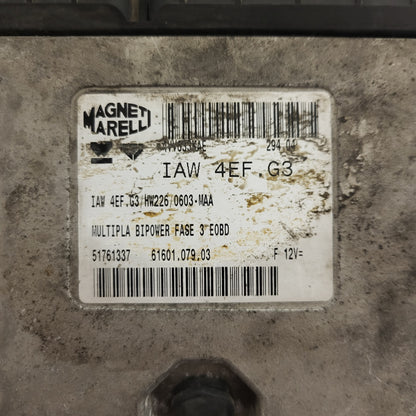 MAGNETI
MARELLI
294.04
IAW 4EF.G3
IAW 4EF.G3/HW226/0603-MAA
MULTIPLA BIPOWER FASE 3 EOBD
51761337 61601.079.03 F 12V=